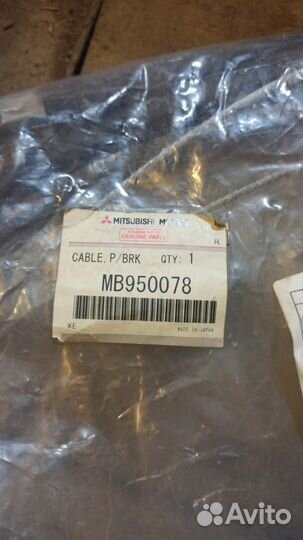 MITSUBISHI
GENUINE PARTS
R
CABLE, P/BRK QTY: 1
MB950078
KE
MADE IN JAPAN
Avito